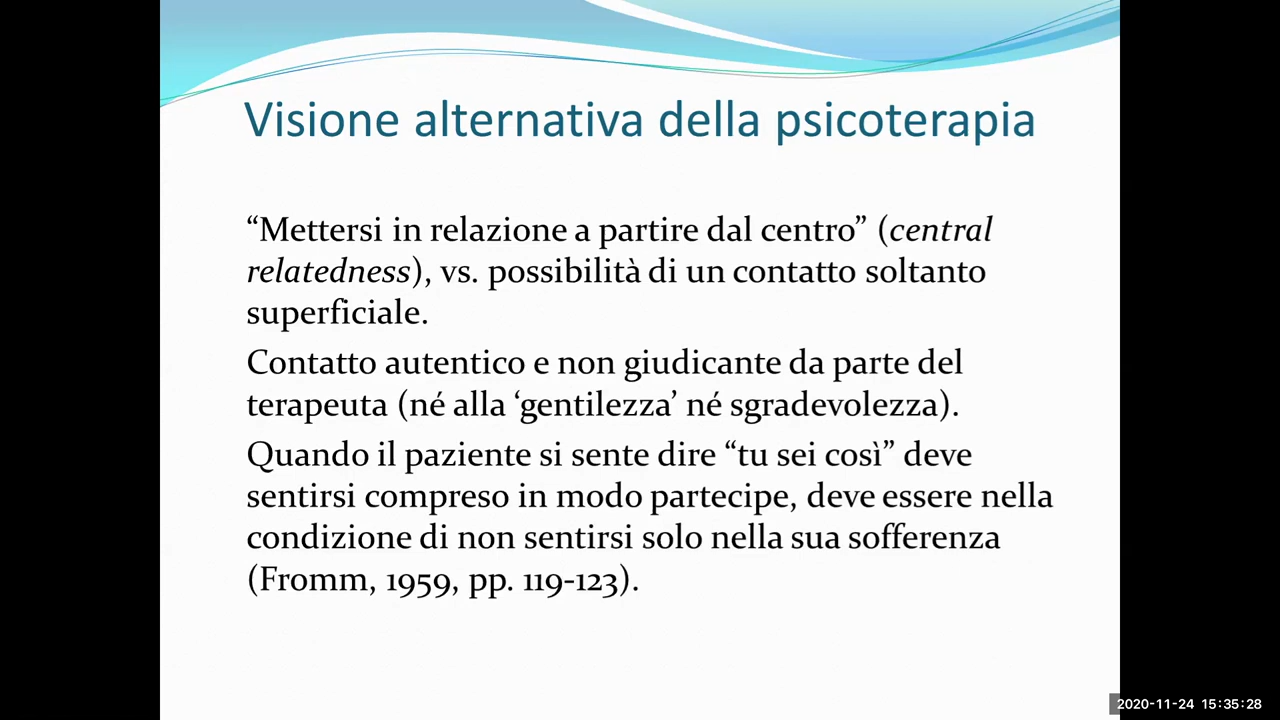 Visione alternativa della psicoterapia
“Mettersi in relazione a partire dal centro” (central
relatedness), vs. possibilità di un contatto soltanto
superficiale.
Contatto autentico e non giudicante da parte del
terapeuta (né alla ‘gentilezza’ né sgradevolezza).
Quando il paziente si sente dire “tu sei così” deve
sentirsi compreso in modo partecipe, deve essere nella
condizione di non sentirsi solo nella sua sofferenza
(Fromm, 1959, pp. 119-123).
2020-11-24 15:35:28